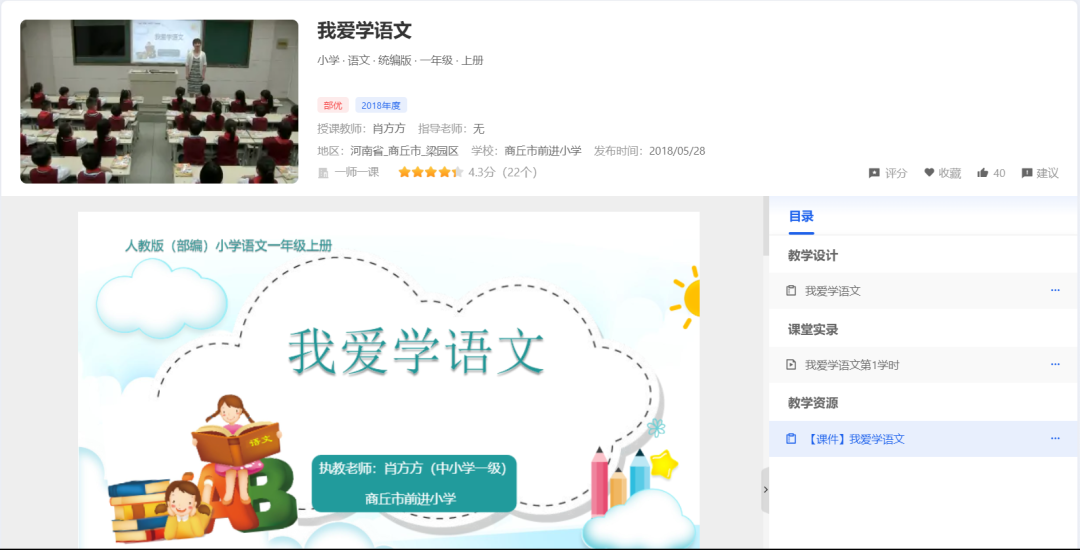 我爱学语文
我爱学语文
小学 · 语文 · 统编版 · 一年级 · 上册
部优 2018年度
授课教师：肖方方 指导老师：无
地区：河南省_商丘市_梁园区 学校：商丘市前进小学 发布时间：2018/05/28
一师一课 4.3分（22个）
评分 收藏 40 建议
人教版（部编）小学语文一年级上册
我爱学语文
语文
AB
执教老师：肖方方（中小学一级）
商丘市前进小学
目录
教学设计
我爱学语文
课堂实录
我爱学语文第1学时
教学资源
【课件】我爱学语文